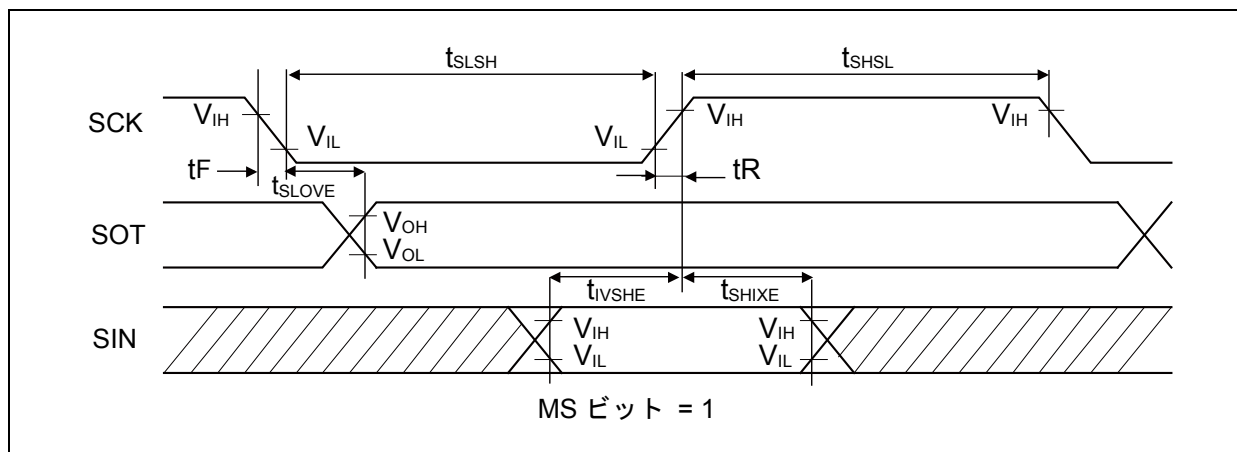 tSLSH tSHSL
SCK VIH VIL VIL VIH VIH
tF tSLOVE tR
SOT VOH
VOL
tIVSHE tSHIXE
SIN VIH VIH
VIL VIL
MS ビット = 1